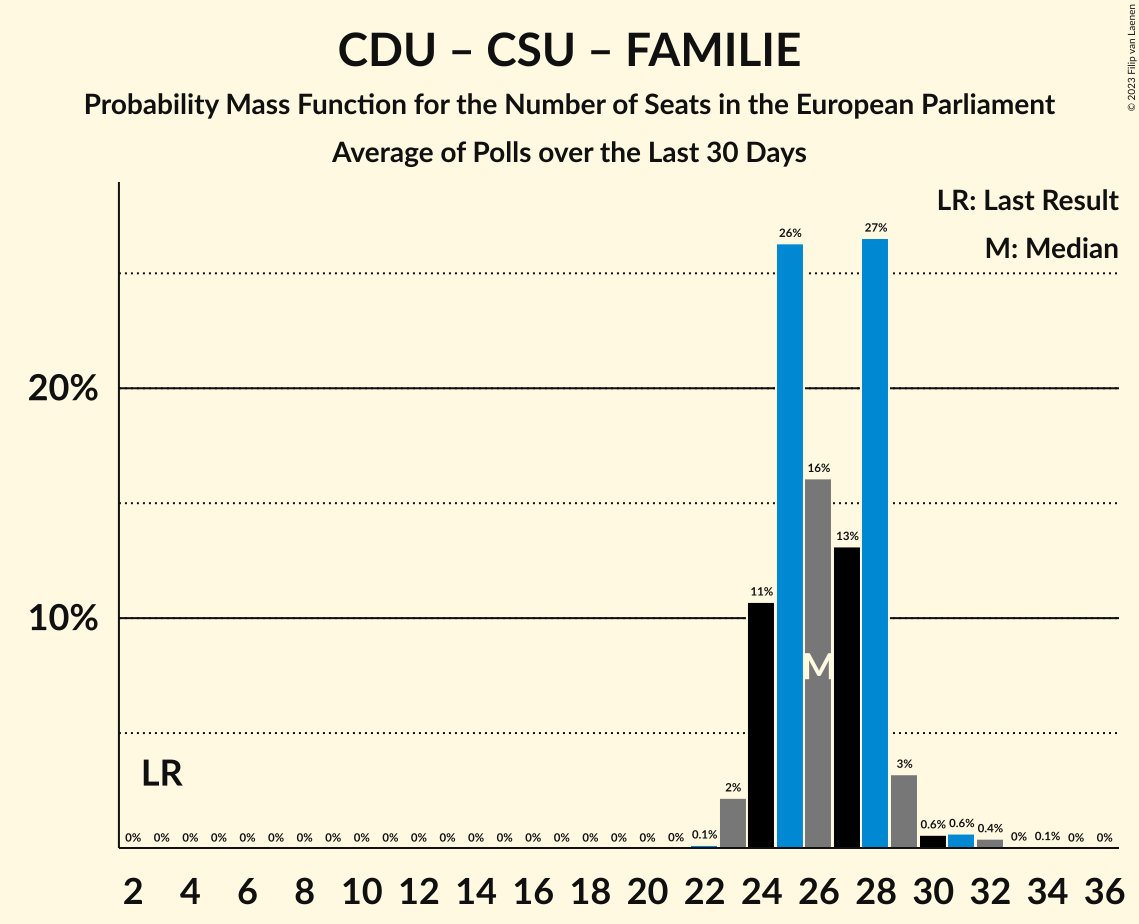 CDU – CSU – FAMILIE
Probability Mass Function for the Number of Seats in the European Parliament
Average of Polls over the Last 30 Days
© 2023 Filip van Laenen
LR: Last Result
M: Median
26%
27%
20%
16%
13%
11%
10%
M
LR
3%
2%
0% 0% 0% 0% 0% 0% 0% 0% 0% 0% 0% 0% 0% 0% 0% 0% 0% 0% 0% 0% 0.1% 0.6% 0.6% 0.4% 0% 0.1% 0% 0%
2 4 6 8 10 12 14 16 18 20 22 24 26 28 30 32 34 36